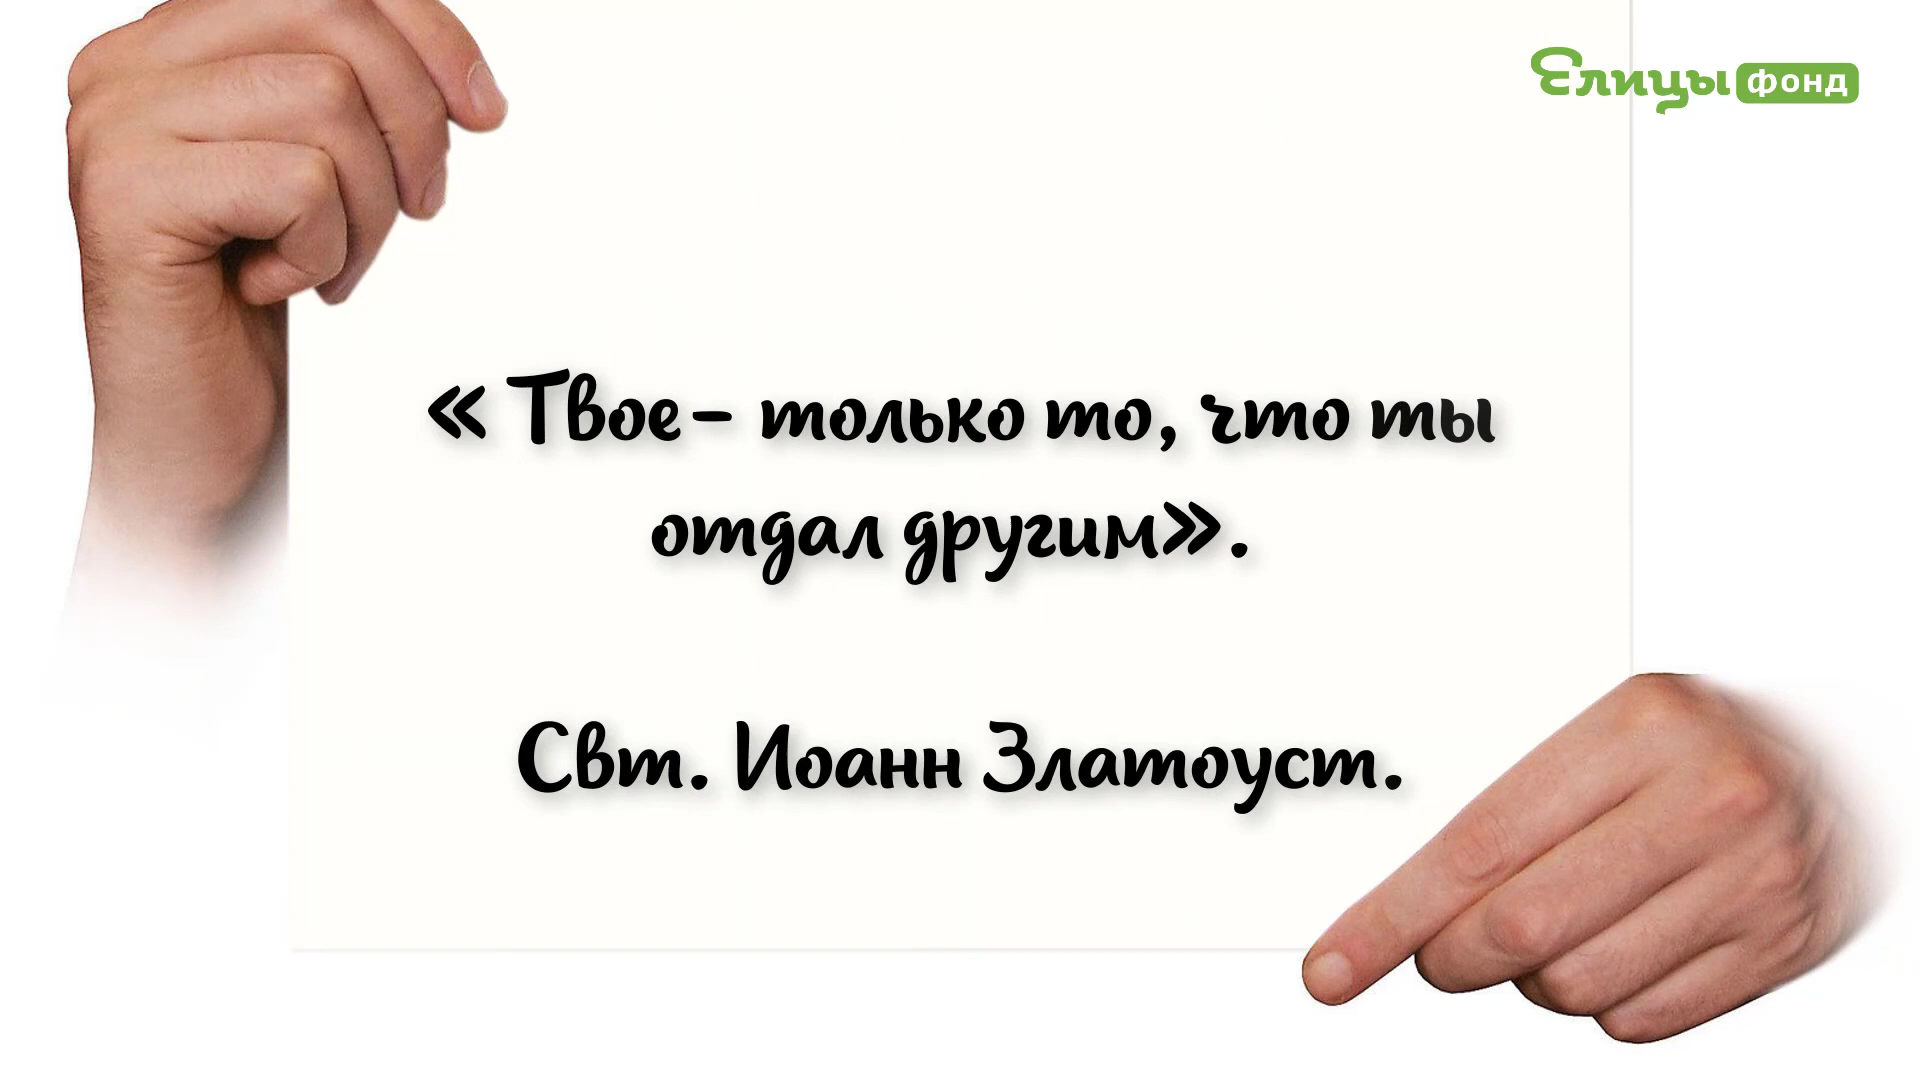 Елицы фонд
« Твое– только то, что ты
отдал другим».
Свт. Иоанн Златоуст.